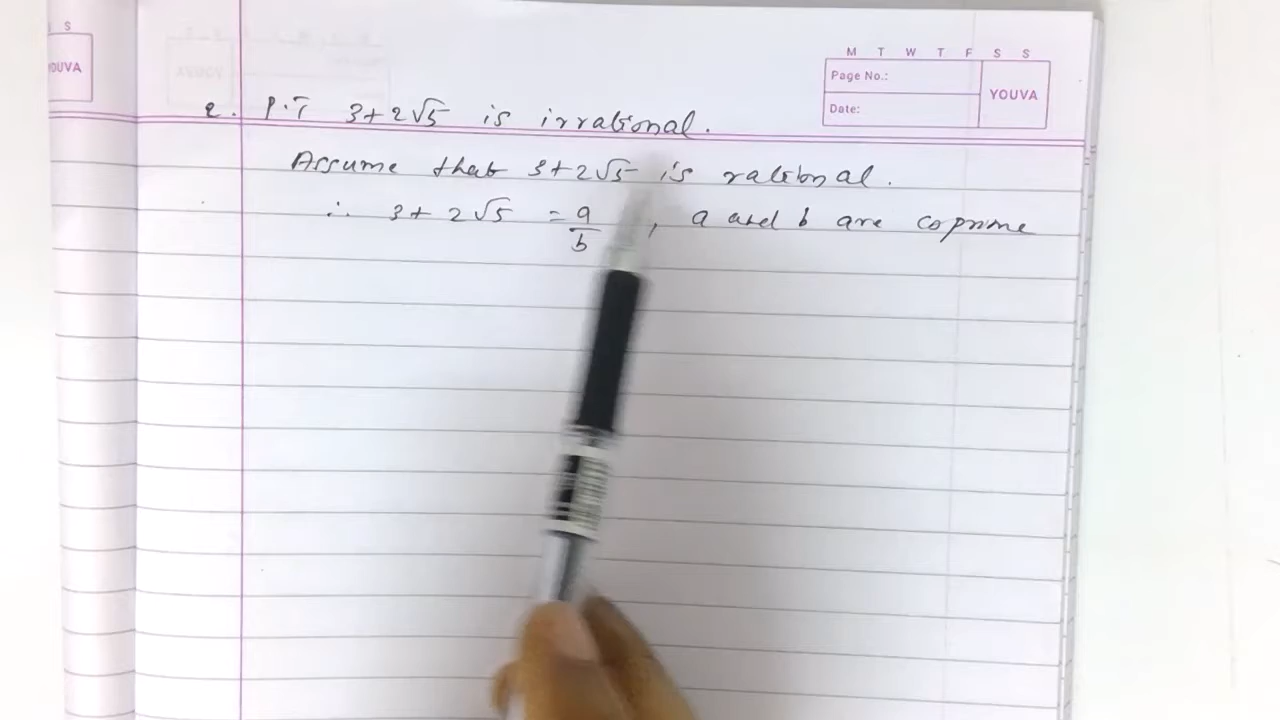 S
YOUVA
M T W T F S S
Page No.:
YOUVA
Date:
2. P.T 3+2√5 is irrational.
Assume that 3+2√5 is rational.
∴ 3+ 2√5 = a/b , a and b are coprime